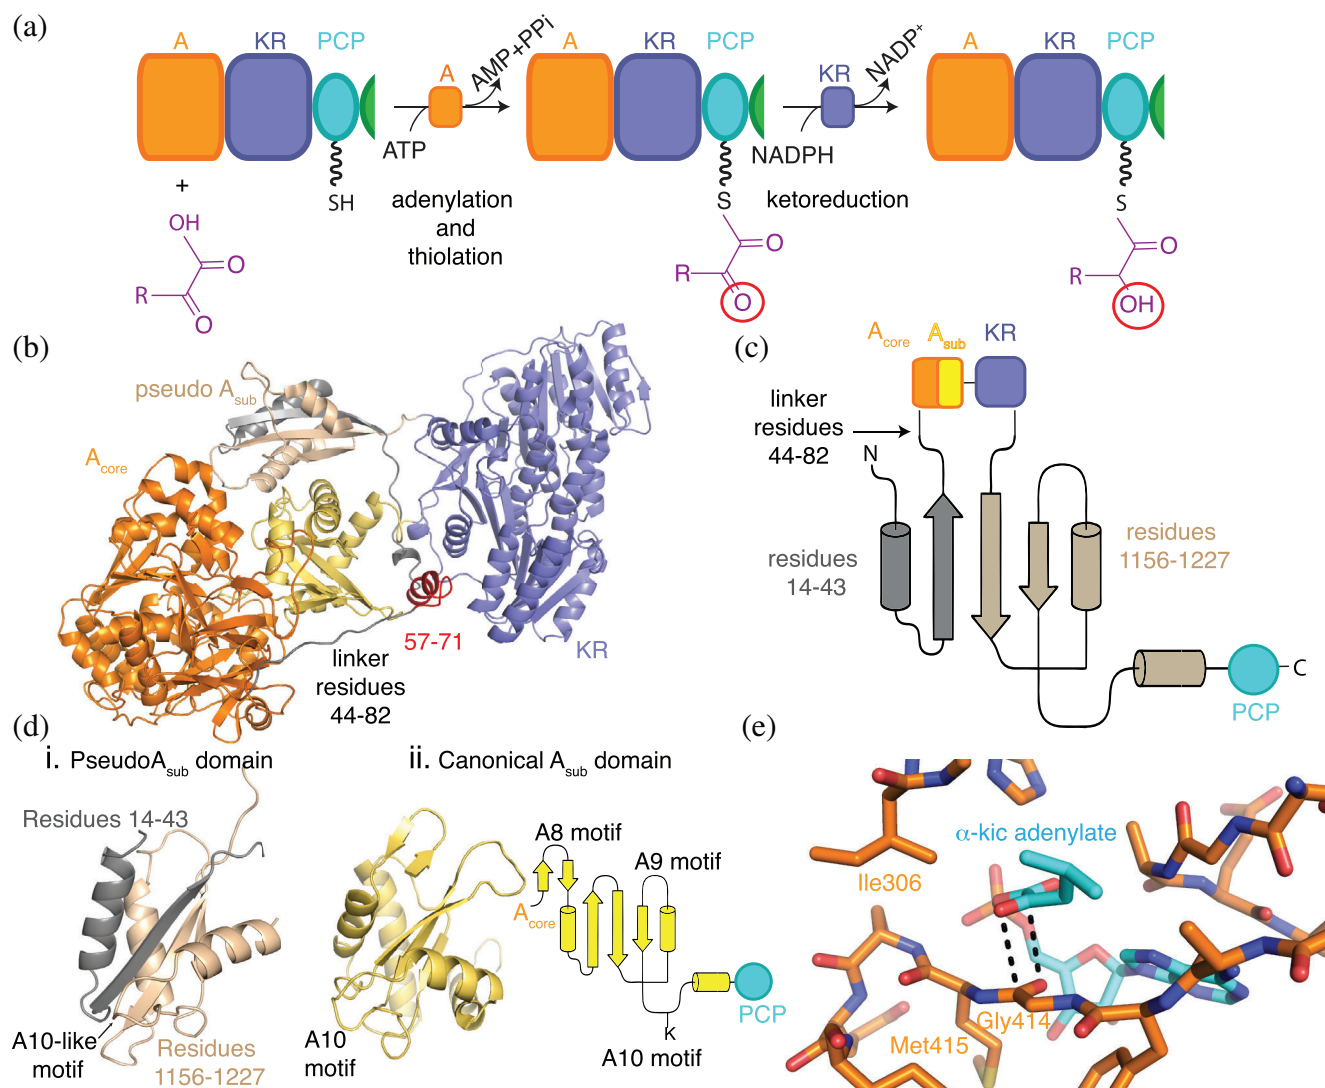 (a)
A
KR
PCP
AMP+PPi
A
ATP
adenylation
and
thiolation
SH
+
OH
O
R
O
A
KR
PCP
S
O
R
O
KR
NADP+
NADPH
ketoreduction
A
KR
PCP
S
O
R
OH
(b)
pseudo Asub
Acore
57-71
linker
residues
44-82
KR
(c)
Acore
Asub
KR
linker
residues
44-82
N
residues
14-43
residues
1156-1227
C
PCP
(d)
i. PseudoAsub domain
Residues 14-43
A10-like
motif
Residues
1156-1227
ii. Canonical Asub domain
A8 motif
A9 motif
Acore
A10
motif
K
A10 motif
PCP
(e)
α-kic adenylate
Ile306
Gly414
Met415